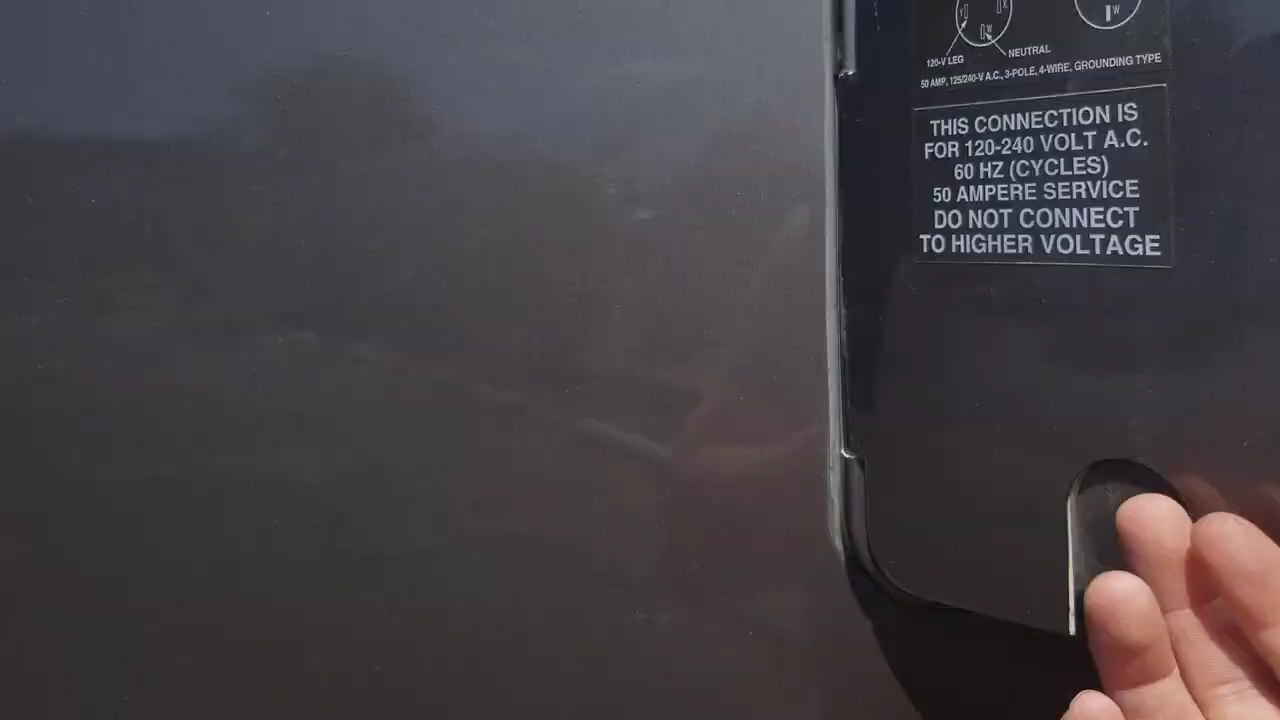 Y
X
W
W
120-V LEG
NEUTRAL
50 AMP, 125/240-V A.C., 3-POLE, 4-WIRE, GROUNDING TYPE
THIS CONNECTION IS
FOR 120-240 VOLT A.C.
60 HZ (CYCLES)
50 AMPERE SERVICE
DO NOT CONNECT
TO HIGHER VOLTAGE